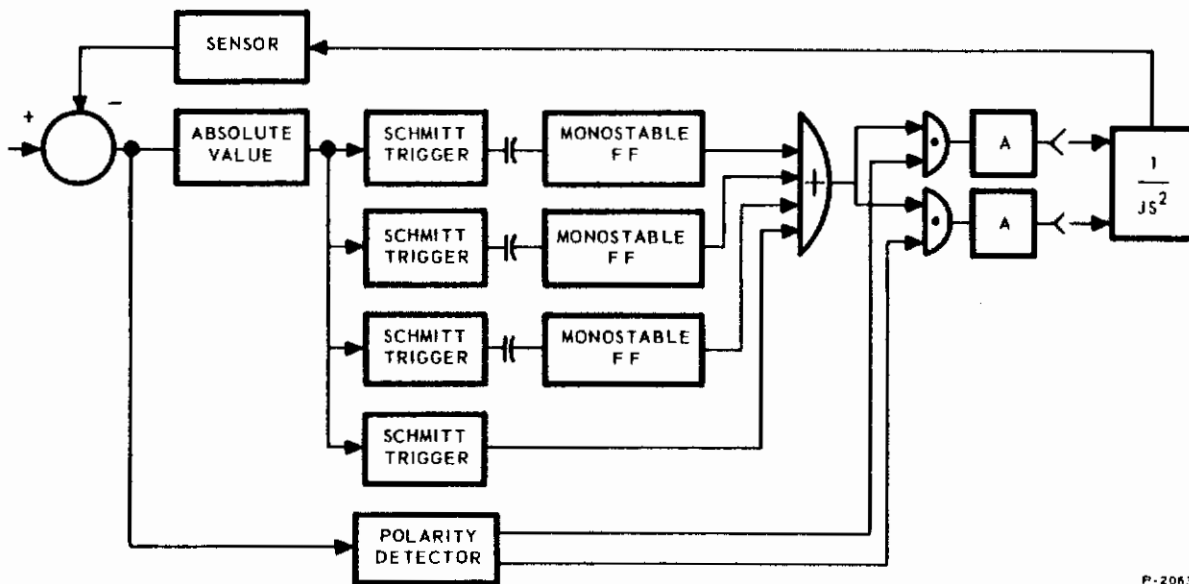 SENSOR
+
−
ABSOLUTE
VALUE
SCHMITT
TRIGGER
MONOSTABLE
FF
SCHMITT
TRIGGER
MONOSTABLE
FF
SCHMITT
TRIGGER
MONOSTABLE
FF
SCHMITT
TRIGGER
POLARITY
DETECTOR
+
•
A
•
A
1
JS²